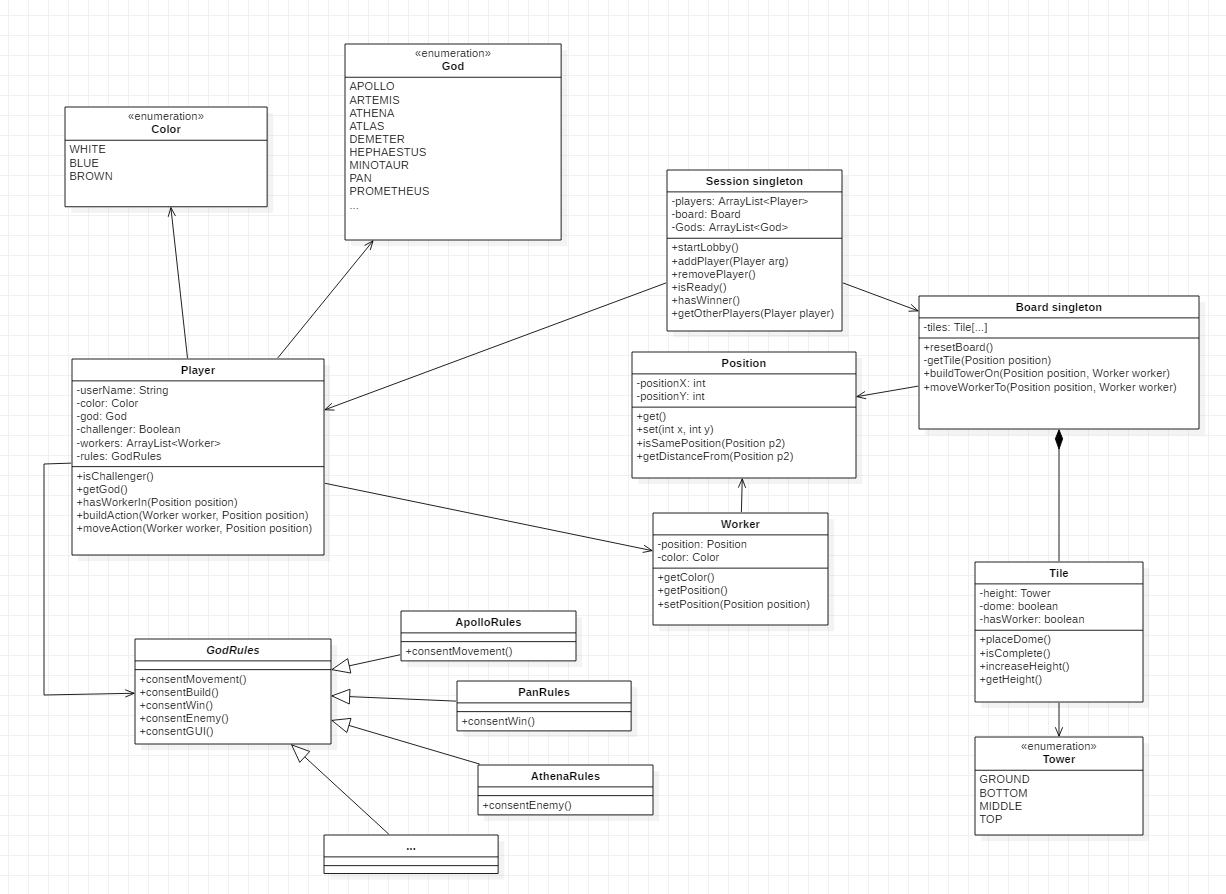 «enumeration»
God
APOLLO
ARTEMIS
ATHENA
ATLAS
DEMETER
HEPHAESTUS
MINOTAUR
PAN
PROMETHEUS
...
«enumeration»
Color
WHITE
BLUE
BROWN
Session singleton
-players: ArrayList<Player>
-board: Board
-Gods: ArrayList<God>
+startLobby()
+addPlayer(Player arg)
+removePlayer()
+isReady()
+hasWinner()
+getOtherPlayers(Player player)
Board singleton
-tiles: Tile[...]
+resetBoard()
-getTile(Position position)
+buildTowerOn(Position position, Worker worker)
+moveWorkerTo(Position position, Worker worker)
Position
-positionX: int
-positionY: int
+get()
+set(int x, int y)
+isSamePosition(Position p2)
+getDistanceFrom(Position p2)
Player
-userName: String
-color: Color
-god: God
-challenger: Boolean
-workers: ArrayList<Worker>
-rules: GodRules
+isChallenger()
+getGod()
+hasWorkerIn(Position position)
+buildAction(Worker worker, Position position)
+moveAction(Worker worker, Position position)
Worker
-position: Position
-color: Color
+getColor()
+getPosition()
+setPosition(Position position)
Tile
-height: Tower
-dome: boolean
-hasWorker: boolean
+placeDome()
+isComplete()
+increaseHeight()
+getHeight()
ApolloRules
+consentMovement()
GodRules
+consentMovement()
+consentBuild()
+consentWin()
+consentEnemy()
+consentGUI()
PanRules
+consentWin()
AthenaRules
+consentEnemy()
«enumeration»
Tower
GROUND
BOTTOM
MIDDLE
TOP
...